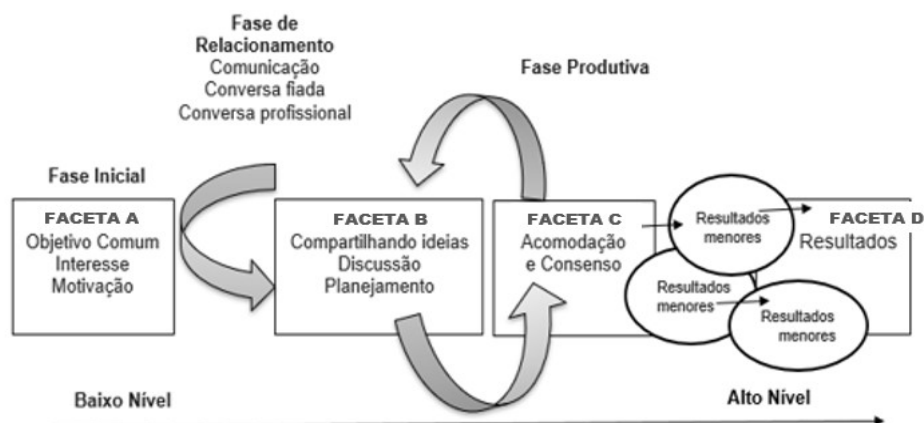 Fase de
Relacionamento
Comunicação
Conversa fiada
Conversa profissional
Fase Produtiva
Fase Inicial
FACETA A
Objetivo Comum
Interesse
Motivação
FACETA B
Compartilhando ideias
Discussão
Planejamento
FACETA C
Acomodação
e Consenso
Resultados
menores
Resultados
menores
Resultados
menores
FACETA D
Resultados
Baixo Nível
Alto Nível